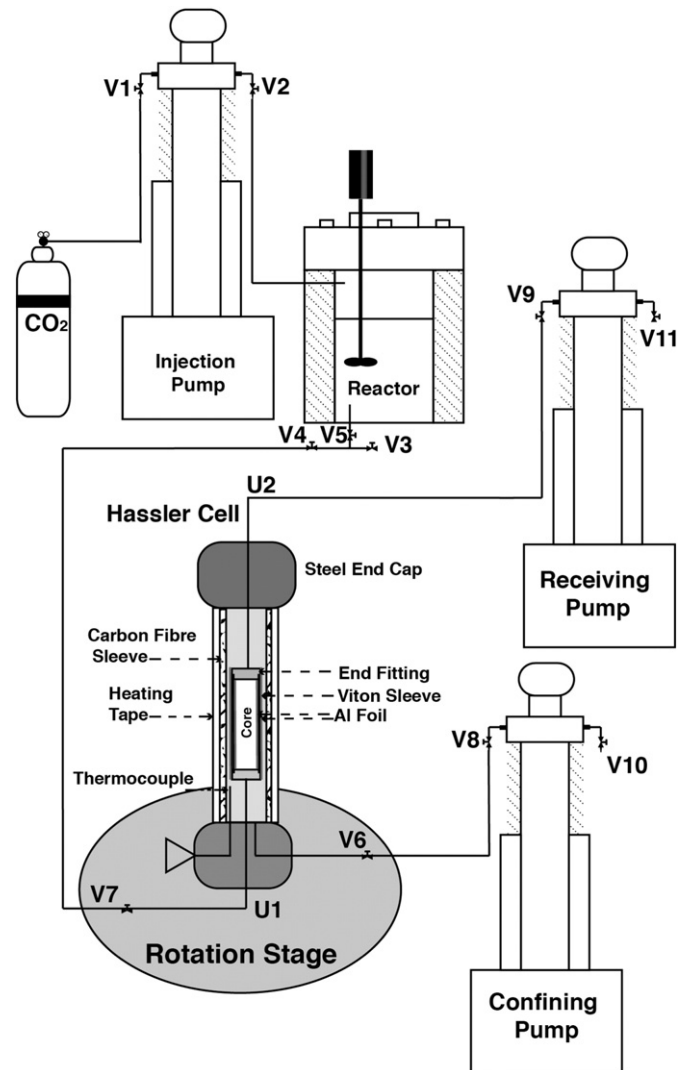 V1
V2
CO2
Injection
Pump
Reactor
V9
V11
V4
V5
V3
U2
Hassler Cell
Steel End Cap
Receiving
Pump
Carbon Fibre
Sleeve
End Fitting
Heating
Tape
Viton Sleeve
Al Foil
Core
V8
V10
Thermocouple
V6
V7
U1
Rotation Stage
Confining
Pump